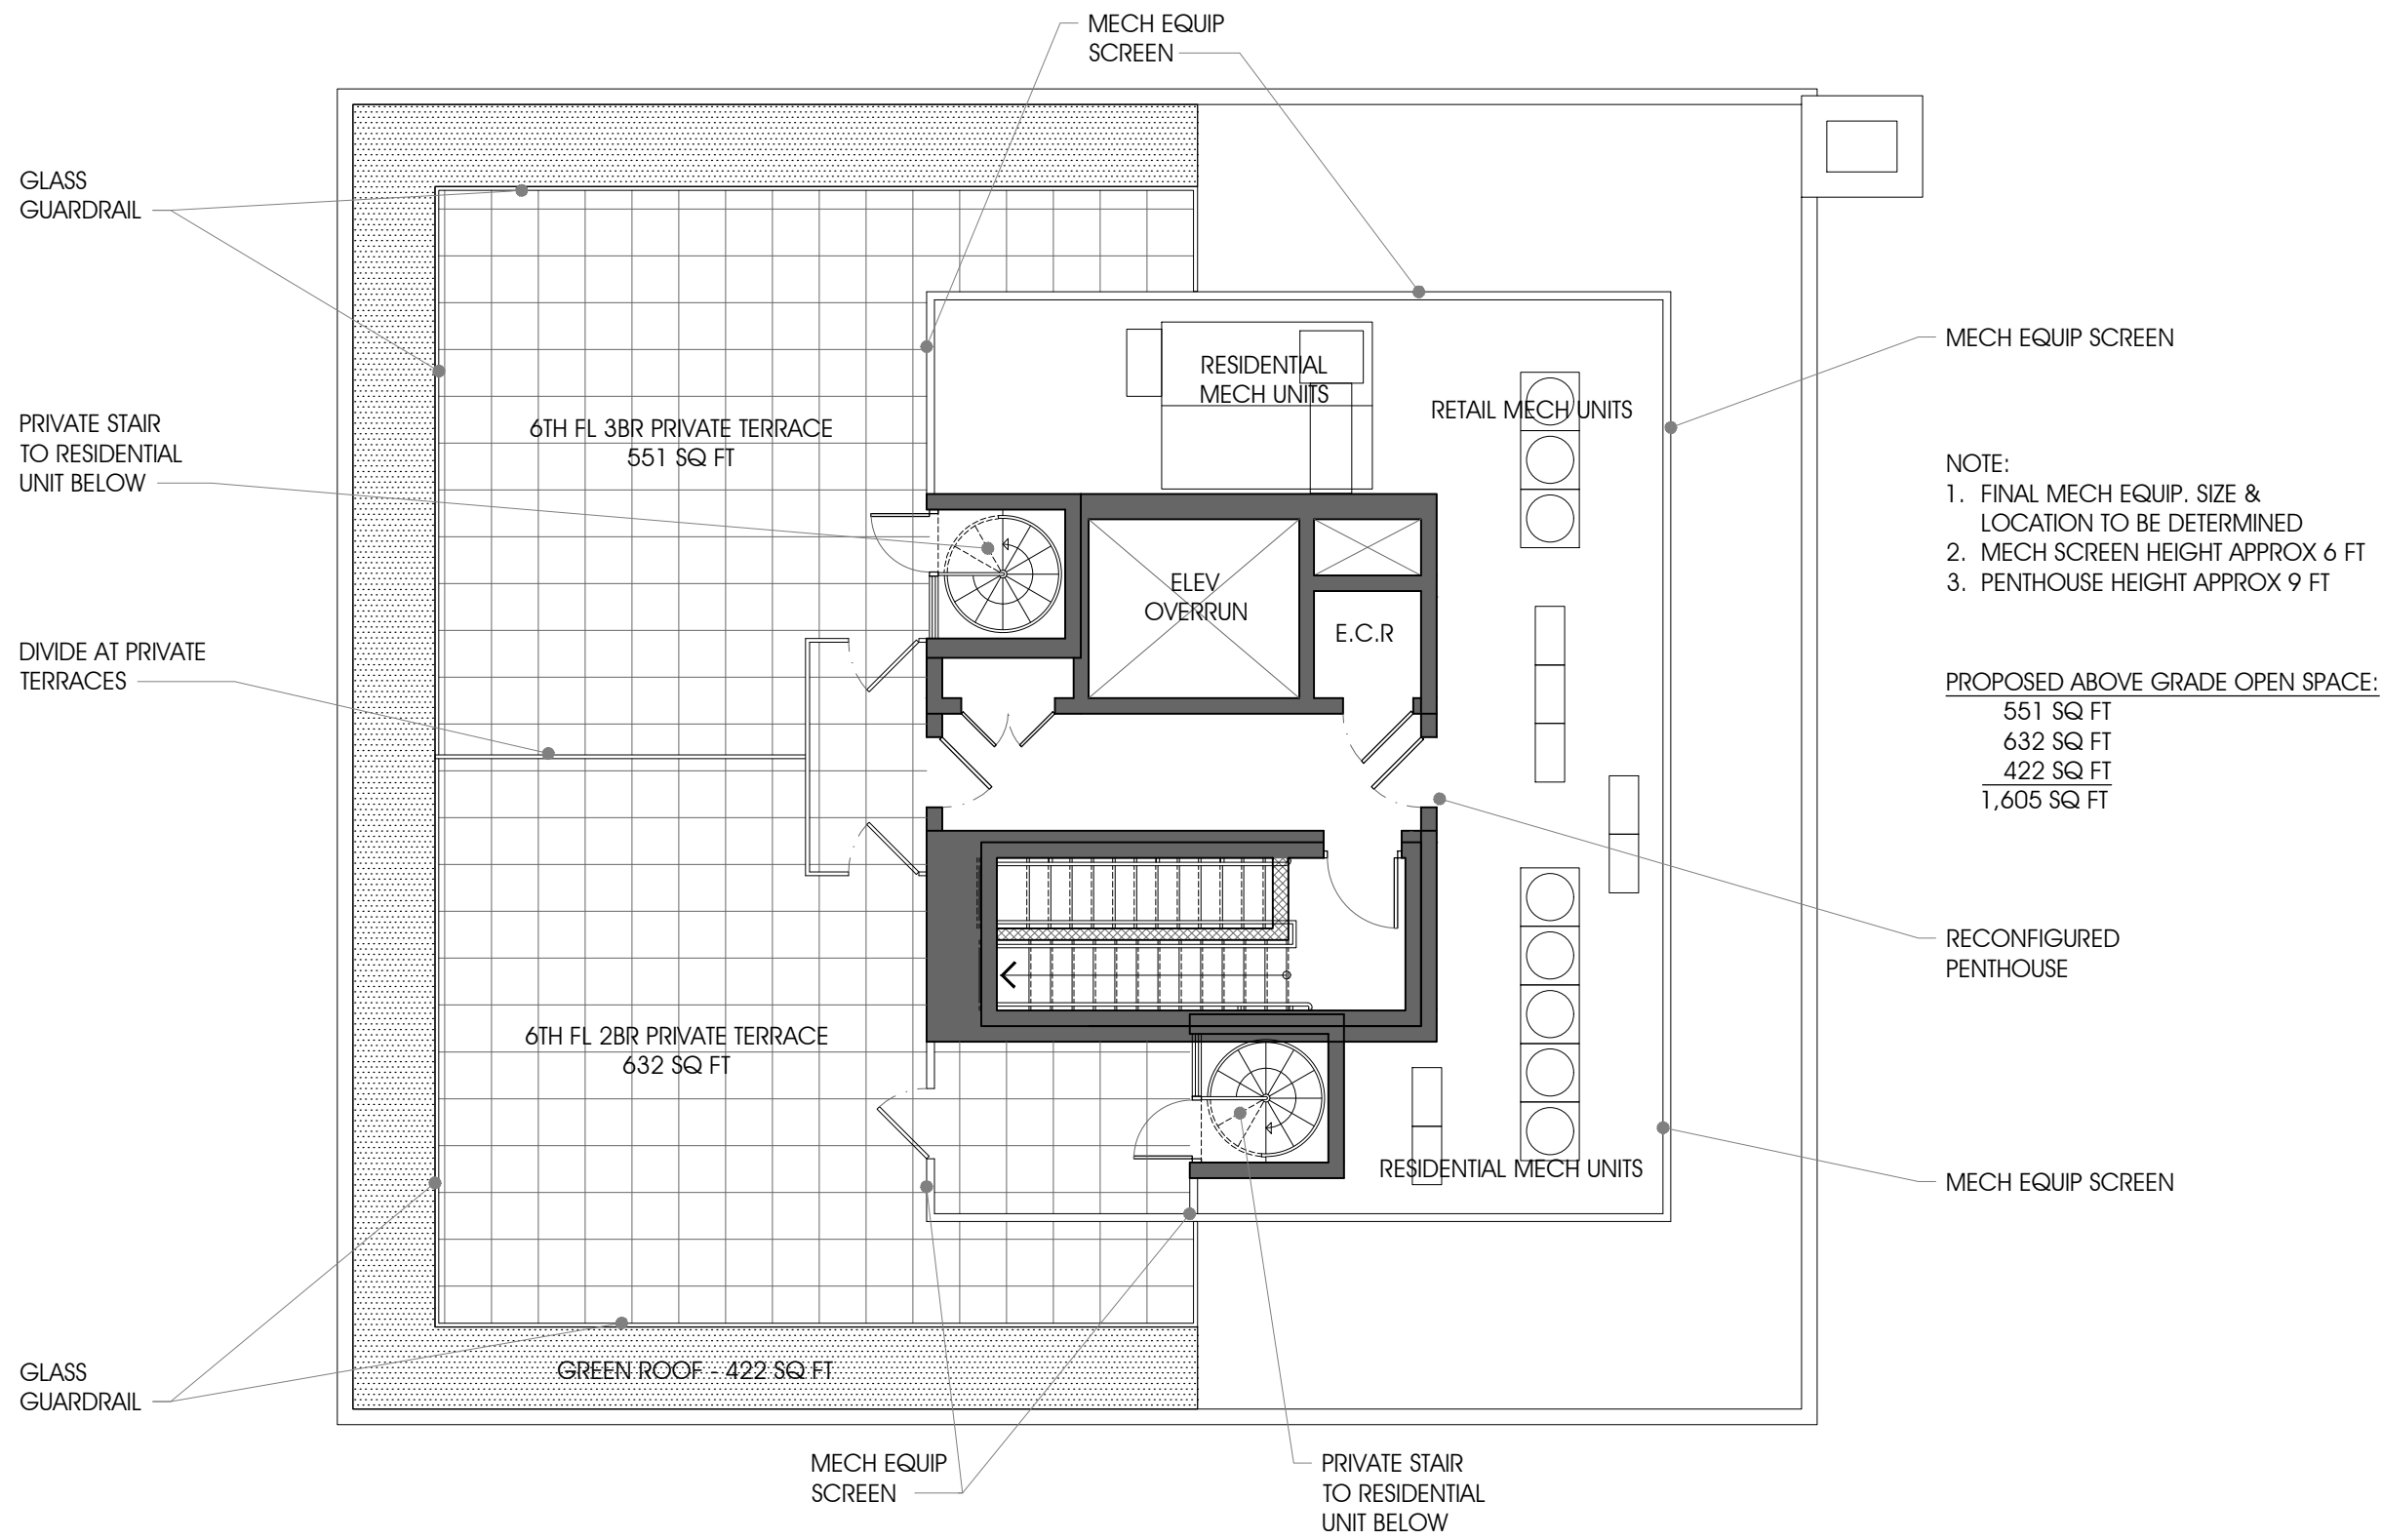 MECH EQUIP
SCREEN
GLASS
GUARDRAIL
MECH EQUIP SCREEN
RESIDENTIAL
MECH UNITS
RETAIL MECH UNITS
PRIVATE STAIR
TO RESIDENTIAL
UNIT BELOW
6TH FL 3BR PRIVATE TERRACE
551 SQ FT
NOTE:
1. FINAL MECH EQUIP. SIZE &
LOCATION TO BE DETERMINED
2. MECH SCREEN HEIGHT APPROX 6 FT
3. PENTHOUSE HEIGHT APPROX 9 FT
ELEV
OVERRUN
E.C.R
DIVIDE AT PRIVATE
TERRACES
PROPOSED ABOVE GRADE OPEN SPACE:
551 SQ FT
632 SQ FT
422 SQ FT
1,605 SQ FT
RECONFIGURED
PENTHOUSE
6TH FL 2BR PRIVATE TERRACE
632 SQ FT
RESIDENTIAL MECH UNITS
MECH EQUIP SCREEN
GLASS
GUARDRAIL
GREEN ROOF - 422 SQ FT
MECH EQUIP
SCREEN
PRIVATE STAIR
TO RESIDENTIAL
UNIT BELOW